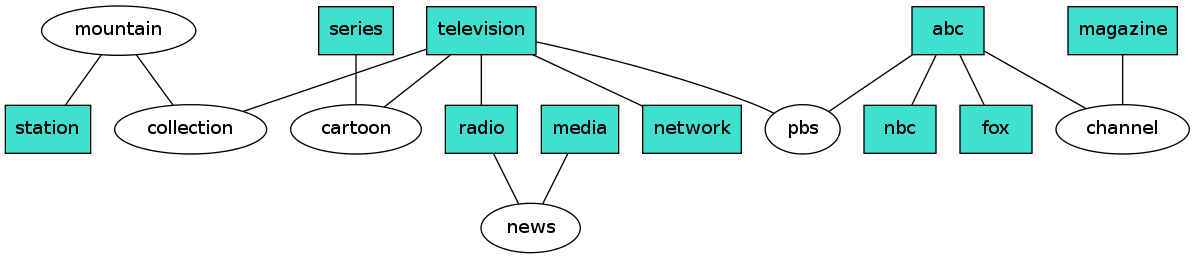 mountain
series
television
abc
magazine
station
collection
cartoon
radio
media
network
pbs
nbc
fox
channel
news